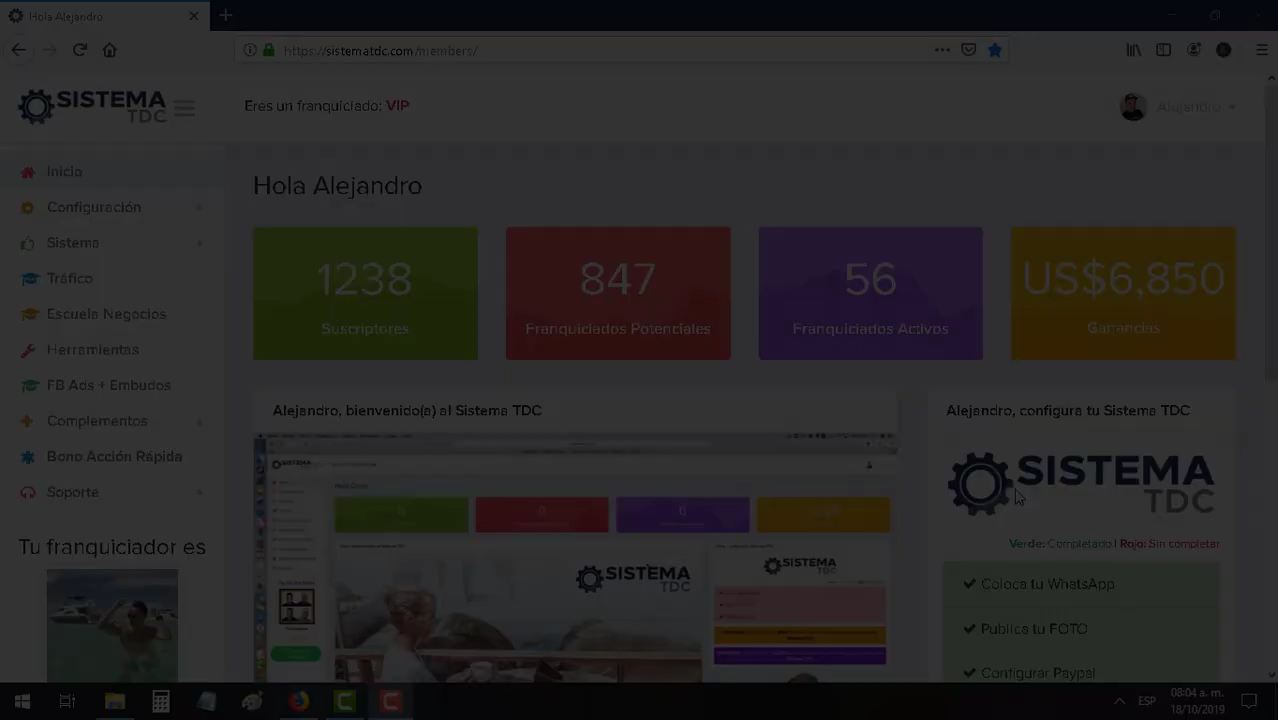 Hola Alejandro
https://sistematdc.com/members/
SISTEMA
TDC
Eres un franquiciado: VIP
Alejandro
Inicio
Configuración
Sistema
Tráfico
Escuela Negocios
Herramientas
FB Ads + Embudos
Complementos
Bono Acción Rápida
Soporte
Tu franquiciador es
Hola Alejandro
1238
Suscriptores
847
Franquiciados Potenciales
56
Franquiciados Activos
US$6,850
Ganancias
Alejandro, bienvenido(a) al Sistema TDC
SISTEMA
TDC
SISTEMA
TDC
SISTEMA
TDC
Alejandro, configura tu Sistema TDC
SISTEMA
TDC
Verde: Completado | Rojo: Sin completar
Coloca tu WhatsApp
Publica tu FOTO
Configurar Paypal
ESP
08:04 a. m.
18/10/2019